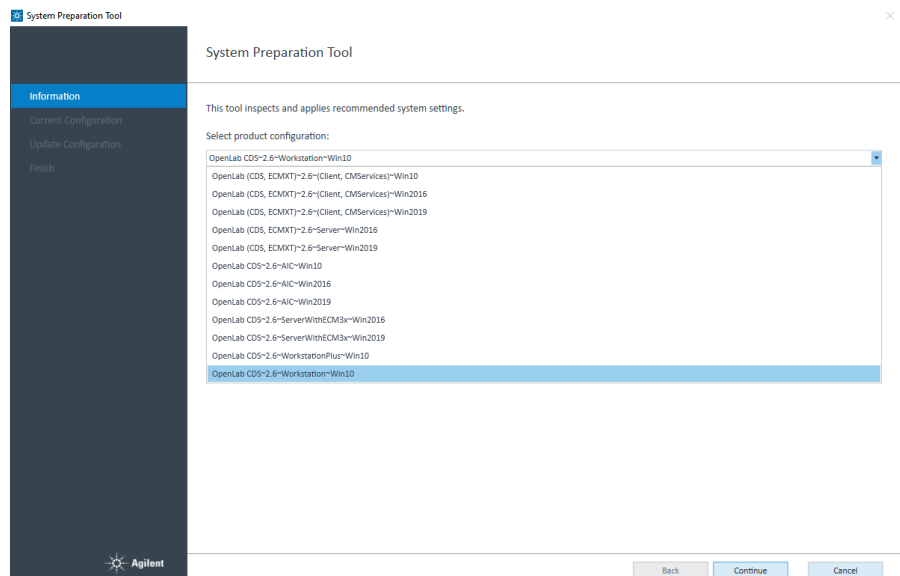 System Preparation Tool
System Preparation Tool
Information
Current Configuration
Update Configuration
Finish
This tool inspects and applies recommended system settings.
Select product configuration:
OpenLab CDS~2.6~Workstation~Win10
OpenLab (CDS, ECMXT)~2.6~(Client, CMServices)~Win10
OpenLab (CDS, ECMXT)~2.6~(Client, CMServices)~Win2016
OpenLab (CDS, ECMXT)~2.6~(Client, CMServices)~Win2019
OpenLab (CDS, ECMXT)~2.6~Server~Win2016
OpenLab (CDS, ECMXT)~2.6~Server~Win2019
OpenLab CDS~2.6~AIC~Win10
OpenLab CDS~2.6~AIC~Win2016
OpenLab CDS~2.6~AIC~Win2019
OpenLab CDS~2.6~ServerWithECM3x~Win2016
OpenLab CDS~2.6~ServerWithECM3x~Win2019
OpenLab CDS~2.6~WorkstationPlus~Win10
OpenLab CDS~2.6~Workstation~Win10
Agilent
Back Continue Cancel